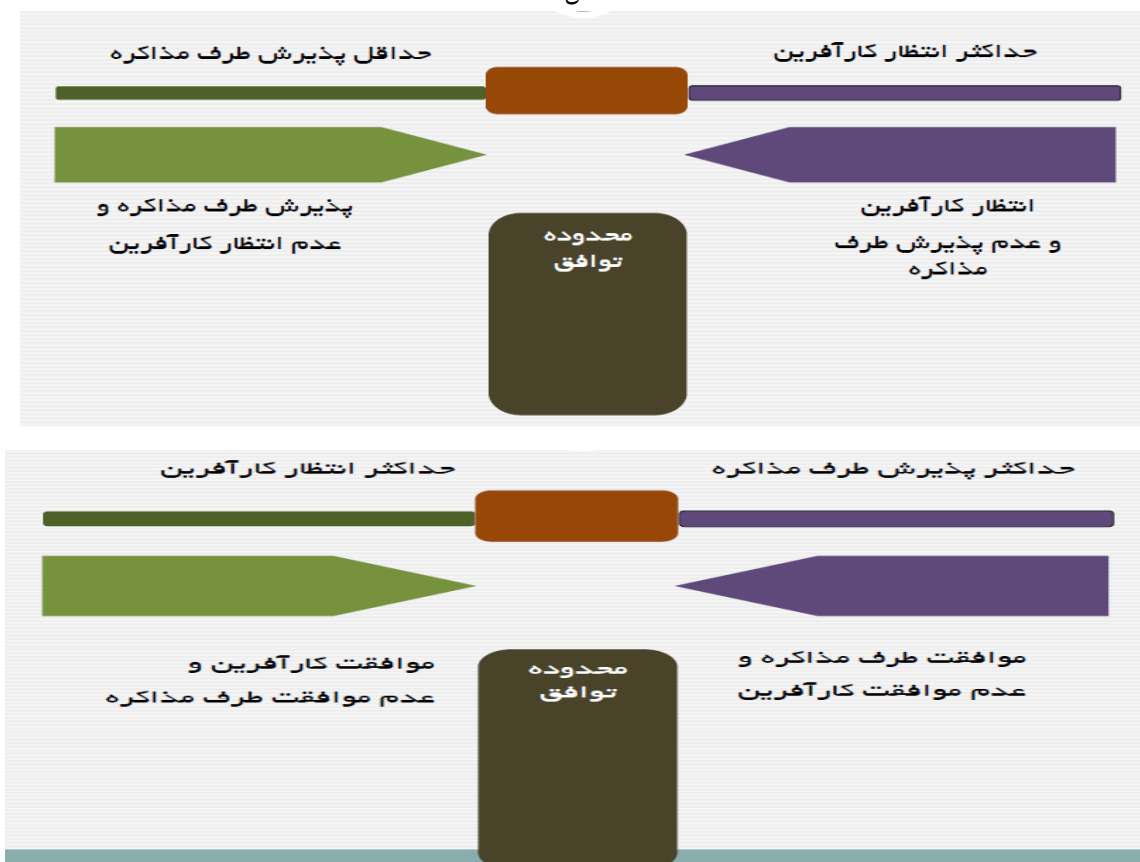 حداکثر انتظار کارآفرین
حداقل پذیرش طرف مذاکره
انتظار کارآفرین
و عدم پذیرش طرف
مذاکره
محدوده
توافق
پذیرش طرف مذاکره و
عدم انتظار کارآفرین
حداکثر پذیرش طرف مذاکره
حداکثر انتظار کارآفرین
موافقت طرف مذاکره و
عدم موافقت کارآفرین
محدوده
توافق
موافقت کارآفرین و
عدم موافقت طرف مذاکره